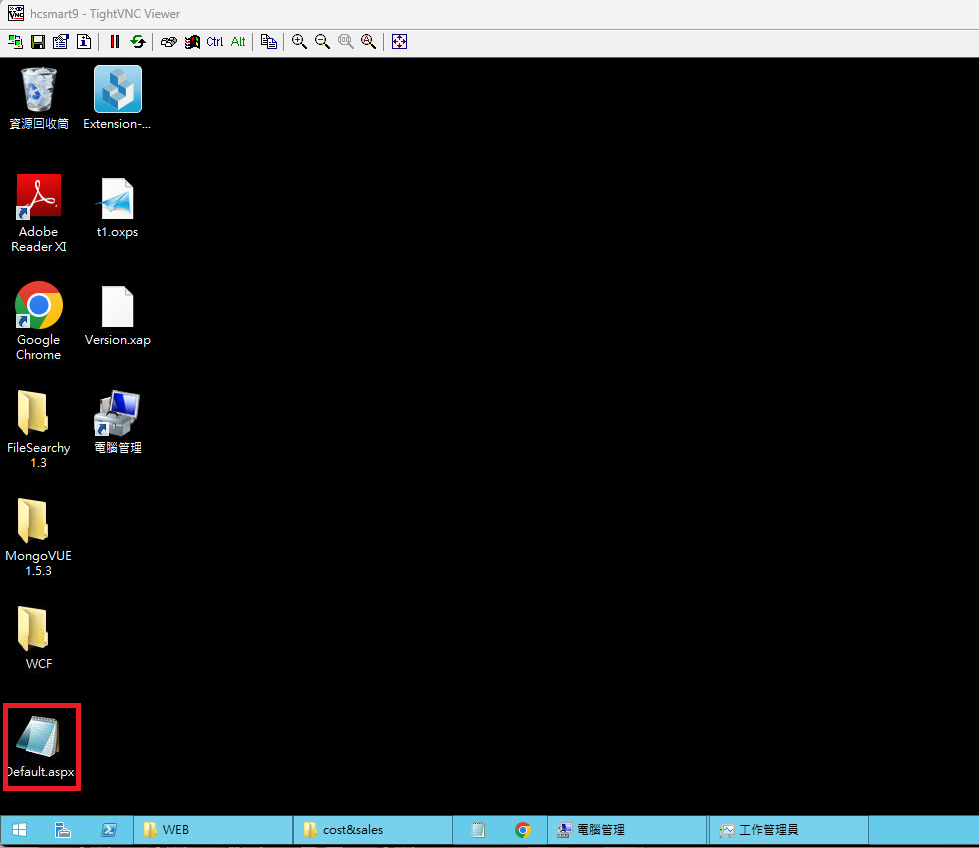 hcsmart9 - TightVNC Viewer
Ctrl Alt
資源回收筒
Extension-...
Adobe
Reader XI
t1.oxps
Google
Chrome
Version.xap
FileSearchy
1.3
電腦管理
MongoVUE
1.5.3
WCF
Default.aspx
WEB
cost&sales
電腦管理
工作管理員